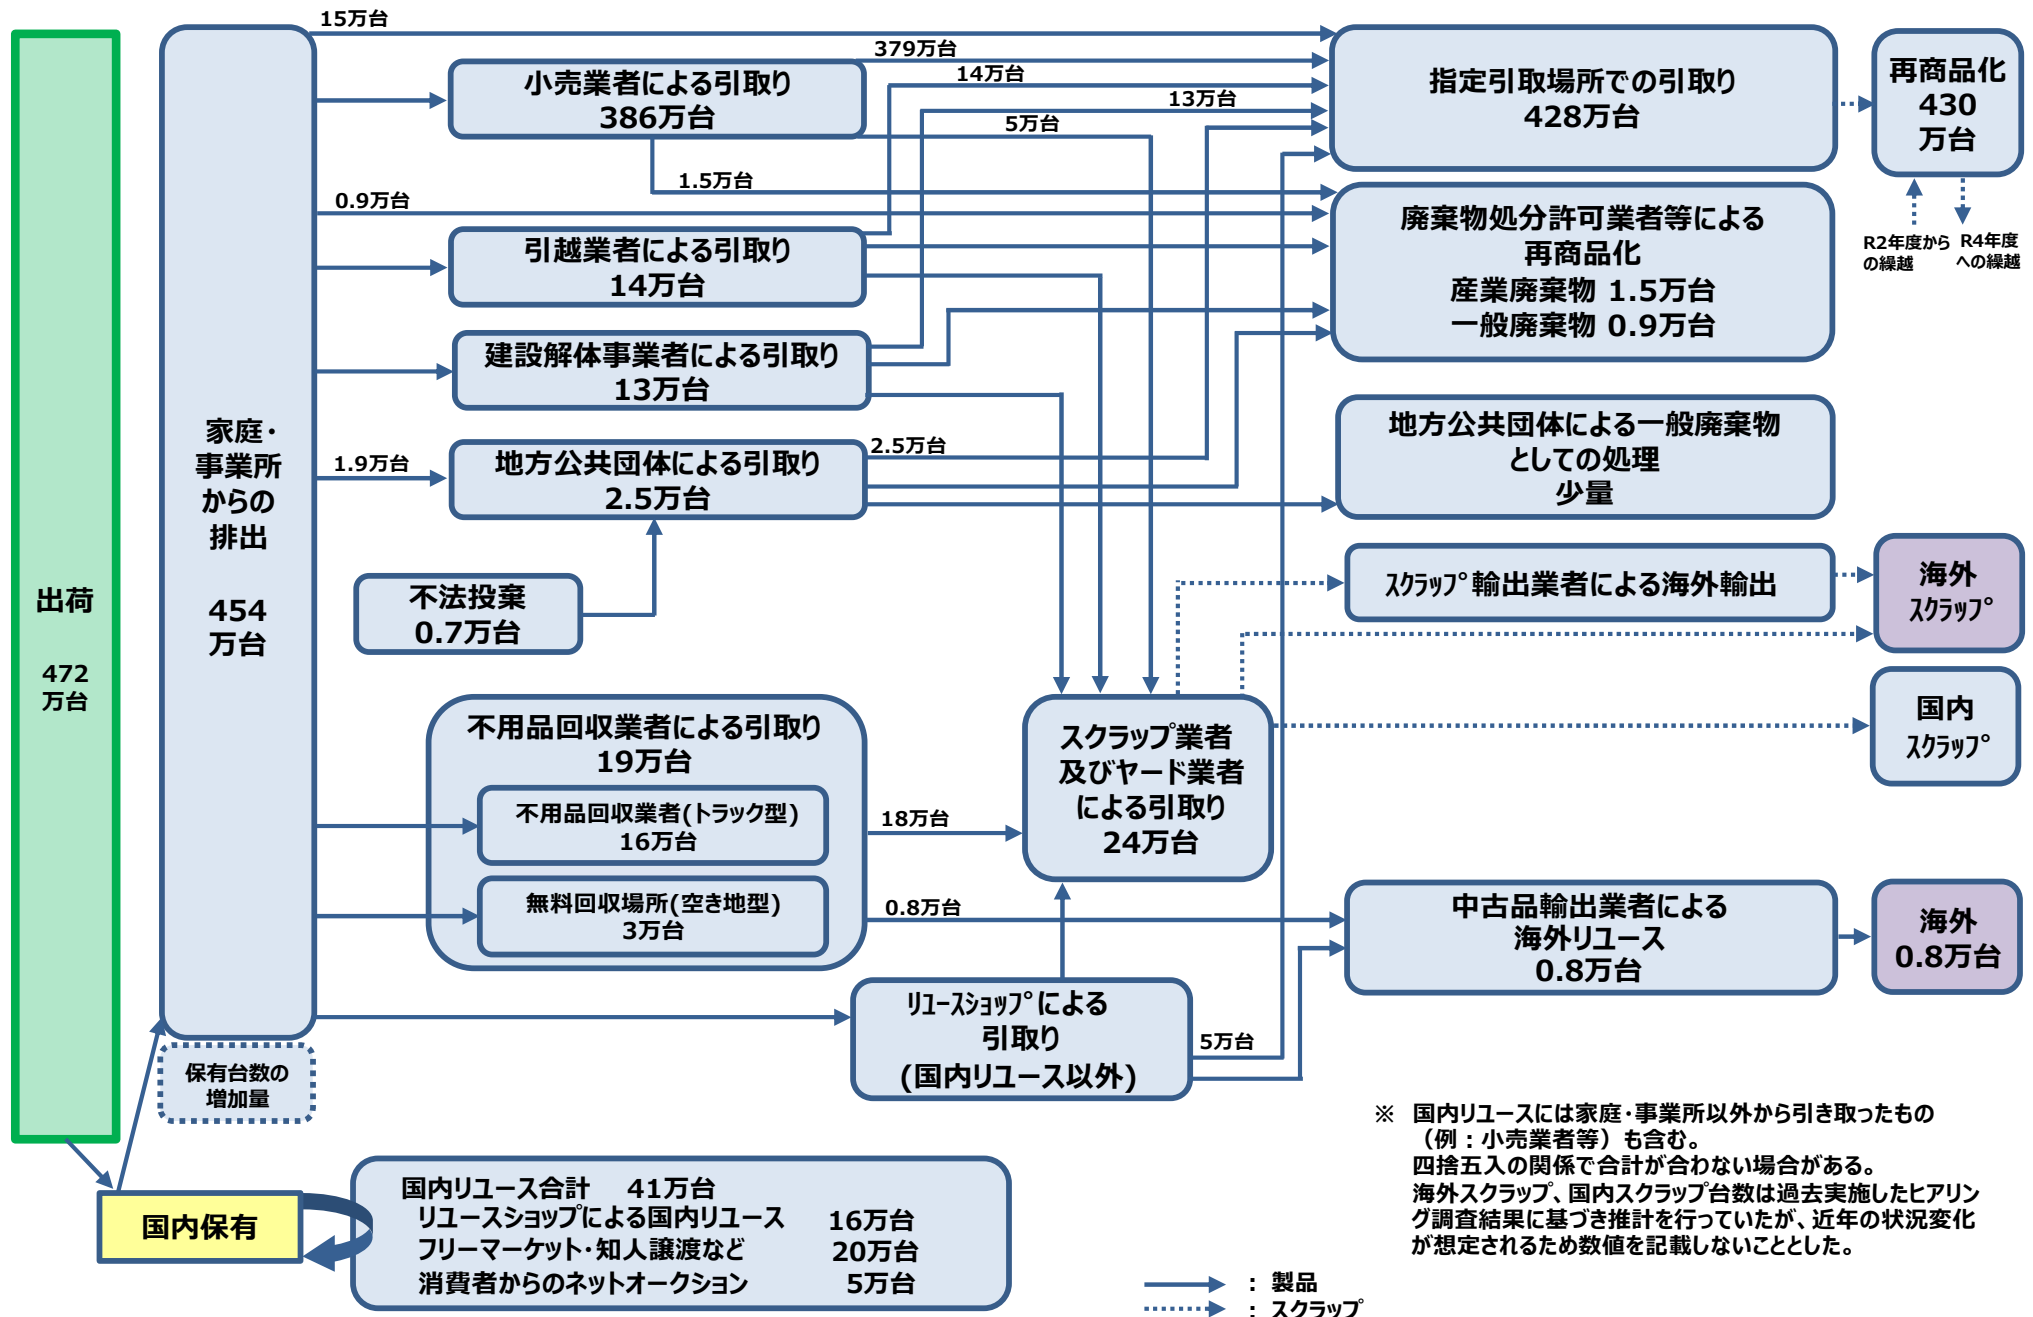 出荷
472
万台
家庭・
事業所
からの
排出
454
万台
保有台数の
増加量
国内保有
15万台
379万台
14万台
13万台
5万台
1.5万台
0.9万台
1.9万台
2.5万台
18万台
0.8万台
5万台
小売業者による引取り
386万台
引越業者による引取り
14万台
建設解体事業者による引取り
13万台
地方公共団体による引取り
2.5万台
不法投棄
0.7万台
不用品回収業者による引取り
19万台
不用品回収業者(トラック型)
16万台
無料回収場所(空き地型)
3万台
スクラップ業者
及びヤード業者
による引取り
24万台
ﾘﾕｰｽｼｮｯﾌﾟによる
引取り
(国内リユース以外)
指定引取場所での引取り
428万台
再商品化
430
万台
R2年度から
の繰越
R4年度
への繰越
廃棄物処分許可業者等による
再商品化
産業廃棄物 1.5万台
一般廃棄物 0.9万台
地方公共団体による一般廃棄物
としての処理
少量
ｽｸﾗｯﾌﾟ輸出業者による海外輸出
海外
ｽｸﾗｯﾌﾟ
国内
ｽｸﾗｯﾌﾟ
中古品輸出業者による
海外リユース
0.8万台
海外
0.8万台
国内リユース合計 41万台
リユースショップによる国内リユース 16万台
フリーマーケット・知人譲渡など 20万台
消費者からのネットオークション 5万台
※ 国内リユースには家庭・事業所以外から引き取ったもの
（例：小売業者等）も含む。
四捨五入の関係で合計が合わない場合がある。
海外スクラップ、国内スクラップ台数は過去実施したヒアリン
グ調査結果に基づき推計を行っていたが、近年の状況変化
が想定されるため数値を記載しないこととした。
：製品
：スクラップ